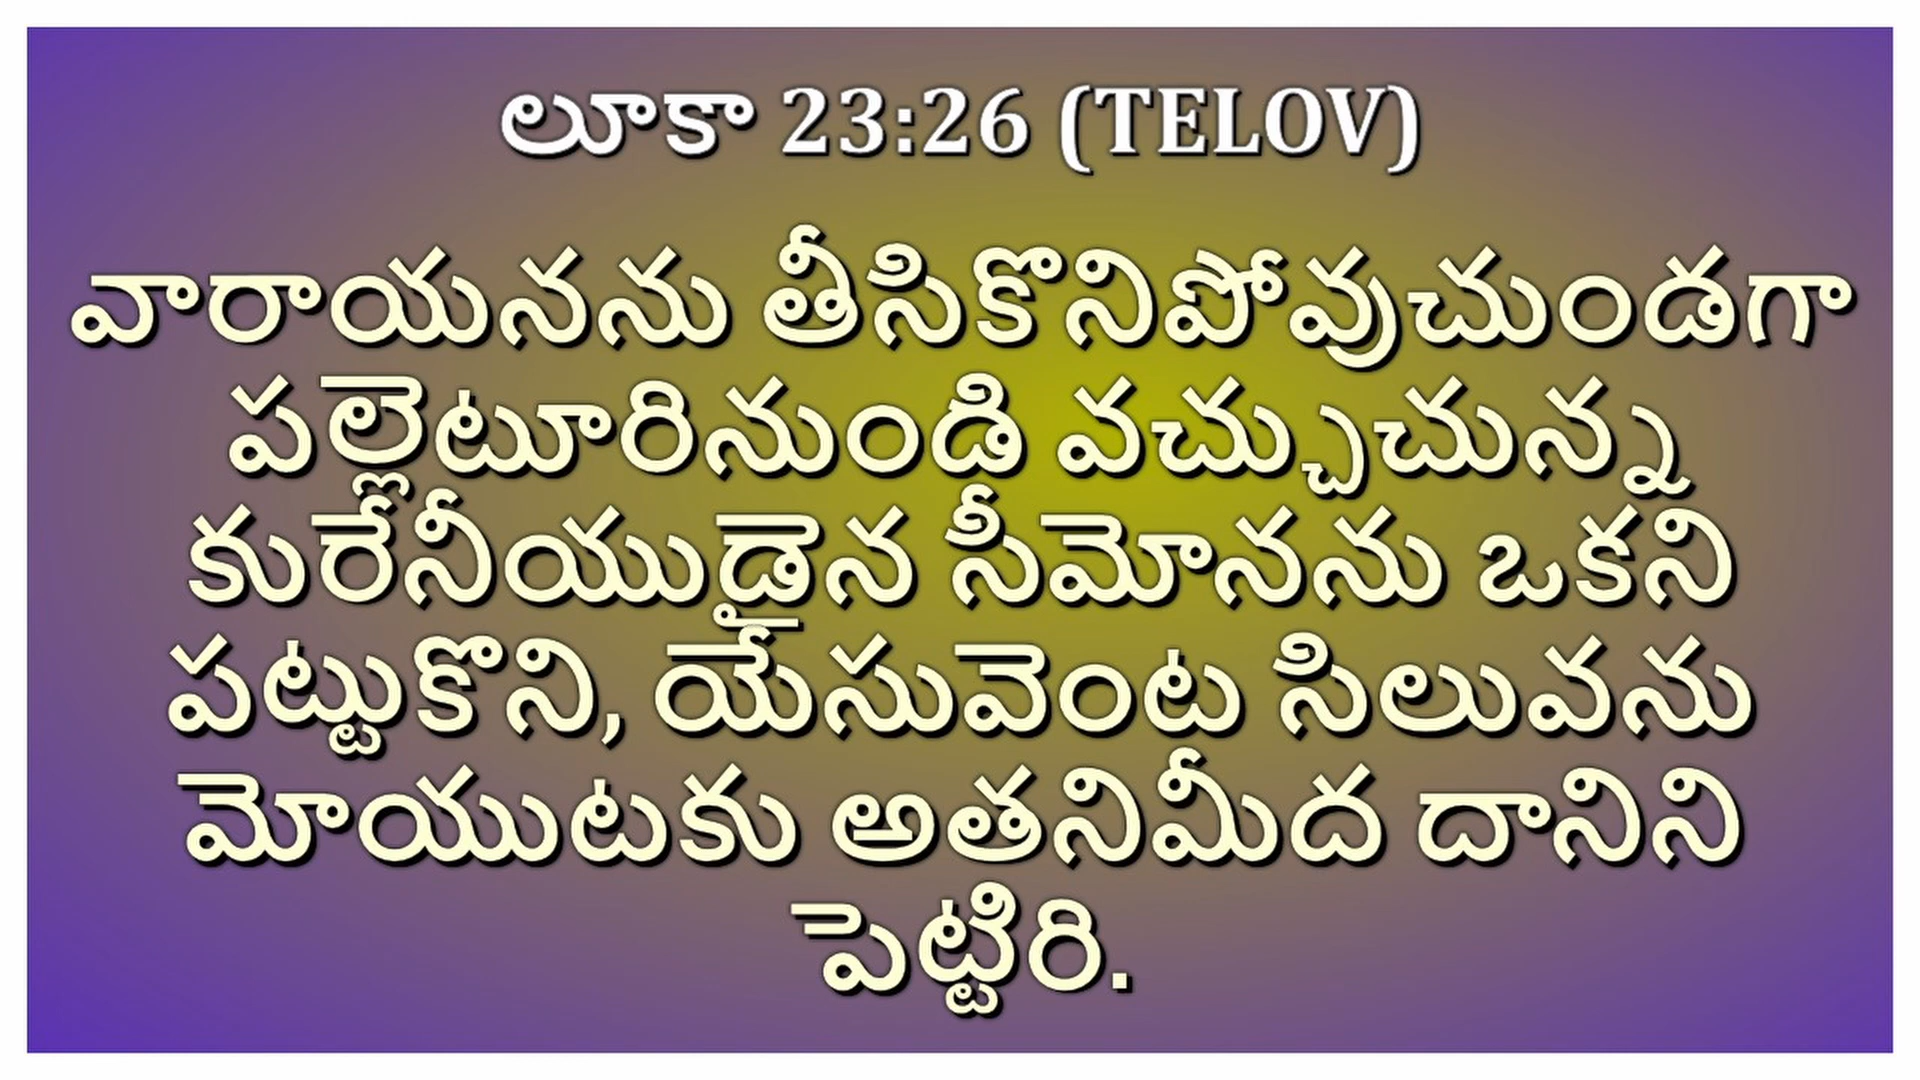 లూకా 23:26 (TELOV)
వారాయనను తీసికొనిపోవుచుండగా
పల్లెటూరినుండి వచ్చుచున్న
కురేనీయుడైన సీమోనను ఒకని
పట్టుకొని, యేసువెంట సిలువను
మోయుటకు అతనిమీద దానిని
పెట్టిరి.